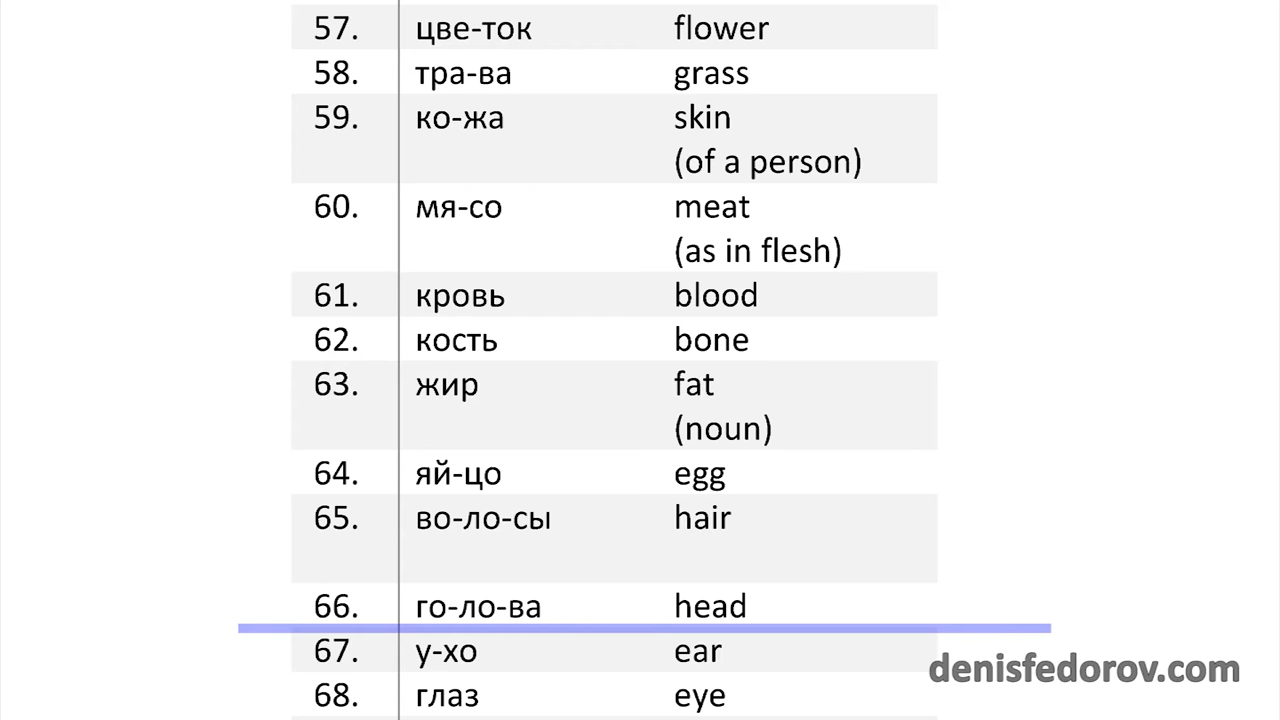 57. цве-ток flower
58. тра-ва grass
59. ко-жа skin
(of a person)
60. мя-со meat
(as in flesh)
61. кровь blood
62. кость bone
63. жир fat
(noun)
64. яй-цо egg
65. во-ло-сы hair
66. го-ло-ва head
67. у-хо ear
68. глаз eye
denisfedorov.com